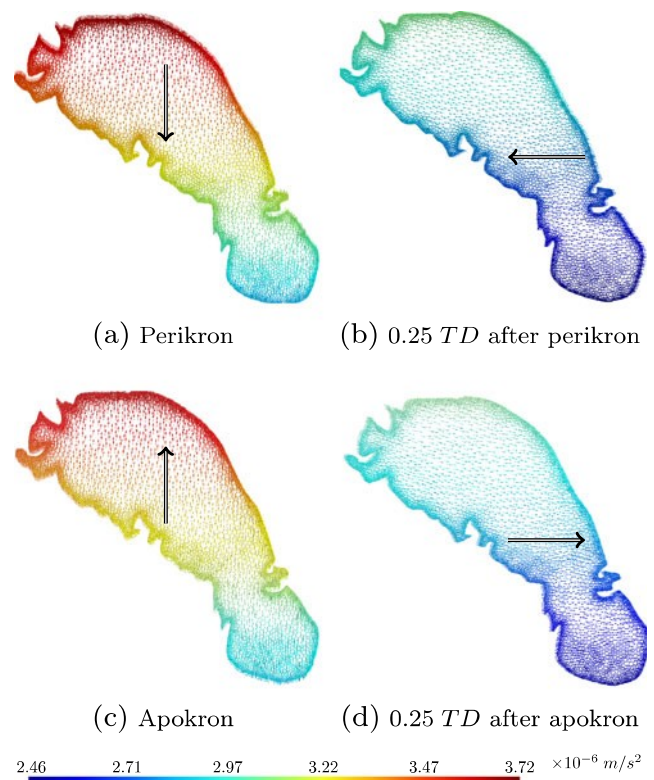 (a) Perikron
(b) 0.25 TD after perikron
(c) Apokron
(d) 0.25 TD after apokron
2.46 2.71 2.97 3.22 3.47 3.72 ×10⁻⁶ m/s²